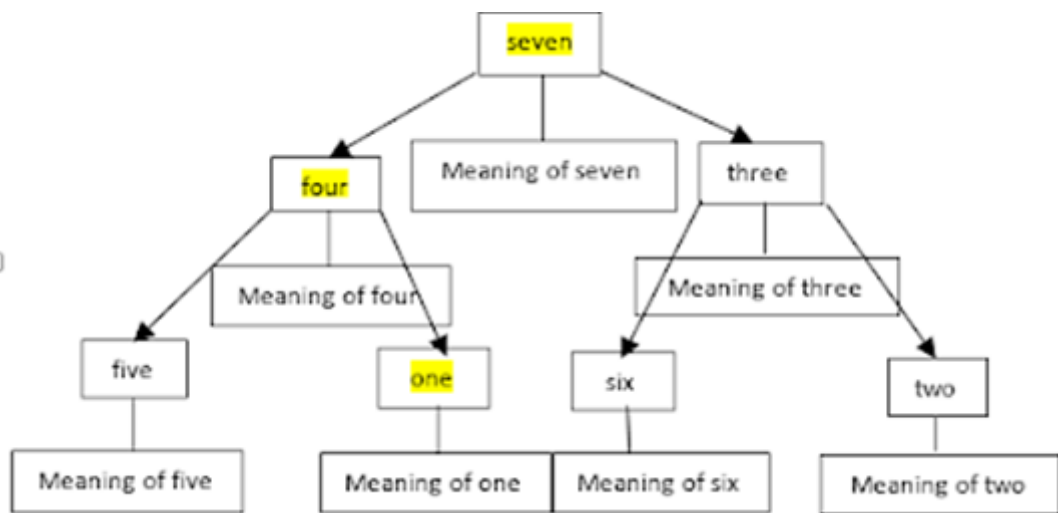 seven
Meaning of seven
three
four
Meaning of four
Meaning of three
five
one
six
two
Meaning of five
Meaning of one
Meaning of six
Meaning of two